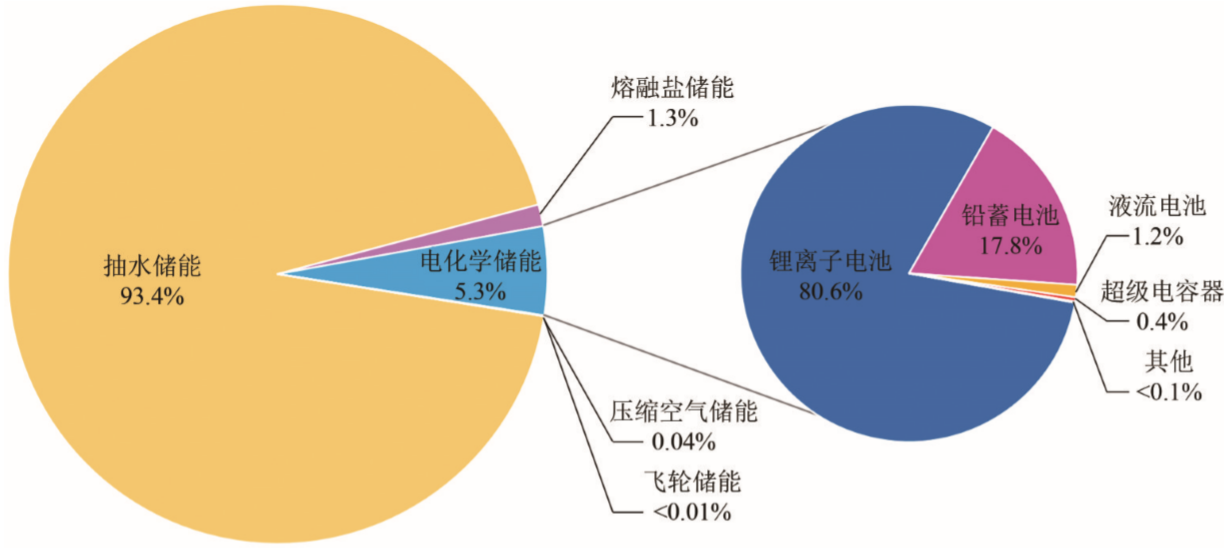 熔融盐储能
1.3%
抽水储能
93.4%
电化学储能
5.3%
压缩空气储能
0.04%
飞轮储能
<0.01%
锂离子电池
80.6%
铅蓄电池
17.8%
液流电池
1.2%
超级电容器
0.4%
其他
<0.1%